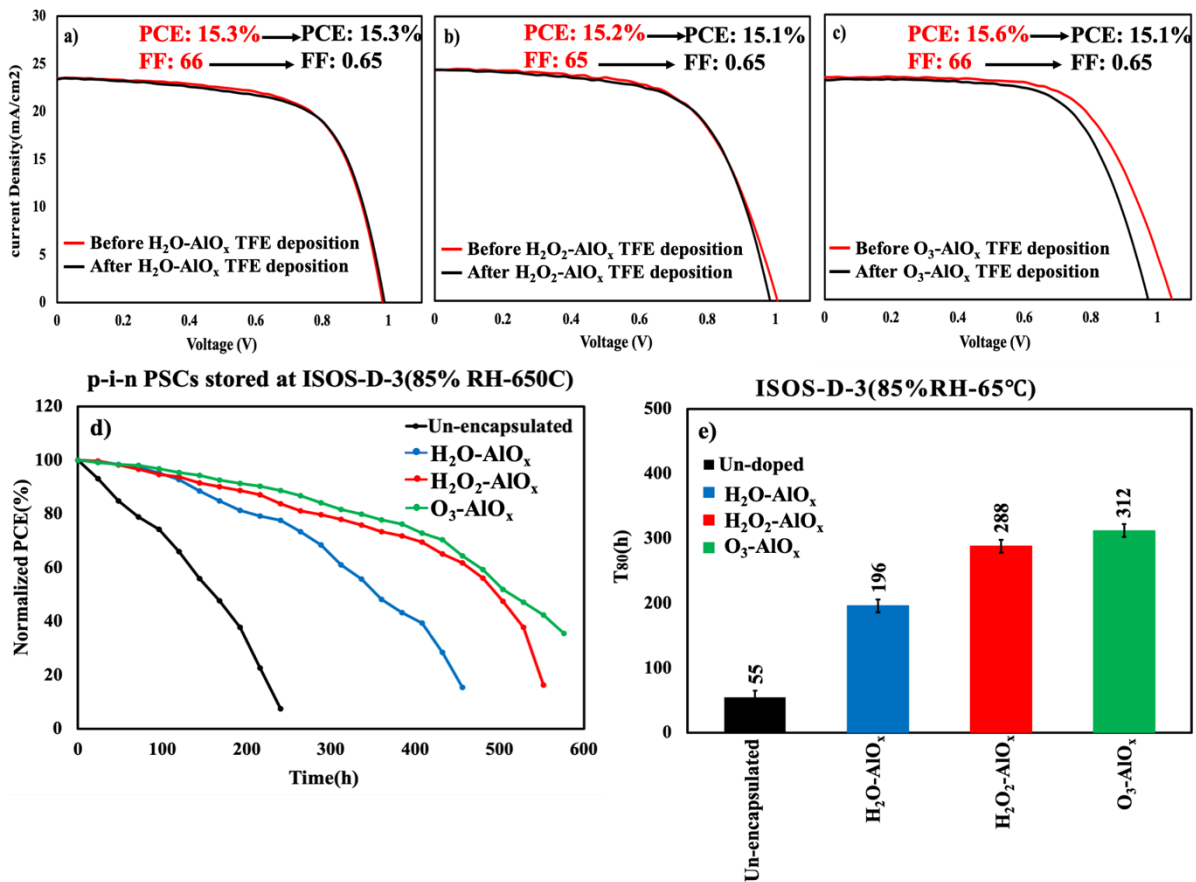 a)
PCE: 15.3% PCE: 15.3%
FF: 66 FF: 0.65
current Density(mA/cm2)
30
25
20
15
10
5
0
Before H₂O-AlOₓ TFE deposition
After H₂O-AlOₓ TFE deposition
0 0.2 0.4 0.6 0.8 1
Voltage (V)
b)
PCE: 15.2% PCE: 15.1%
FF: 65 FF: 0.65
Before H₂O₂-AlOₓ TFE deposition
After H₂O₂-AlOₓ TFE deposition
0 0.2 0.4 0.6 0.8 1
Voltage (V)
c)
PCE: 15.6% PCE: 15.1%
FF: 66 FF: 0.65
Before O₃-AlOₓ TFE deposition
After O₃-AlOₓ TFE deposition
0 0.2 0.4 0.6 0.8 1
Voltage (V)
p-i-n PSCs stored at ISOS-D-3(85% RH-650C)
d)
Un-encapsulated
H₂O-AlOₓ
H₂O₂-AlOₓ
O₃-AlOₓ
Normalized PCE(%)
120
100
80
60
40
20
0
0 100 200 300 400 500 600
Time(h)
ISOS-D-3(85%RH-65℃)
e)
Un-doped
H₂O-AlOₓ
H₂O₂-AlOₓ
O₃-AlOₓ
T80(h)
500
400
300
200
100
0
55
196
288
312
Un-encapsulated
H₂O-AlOₓ
H₂O₂-AlOₓ
O₃-AlOₓ